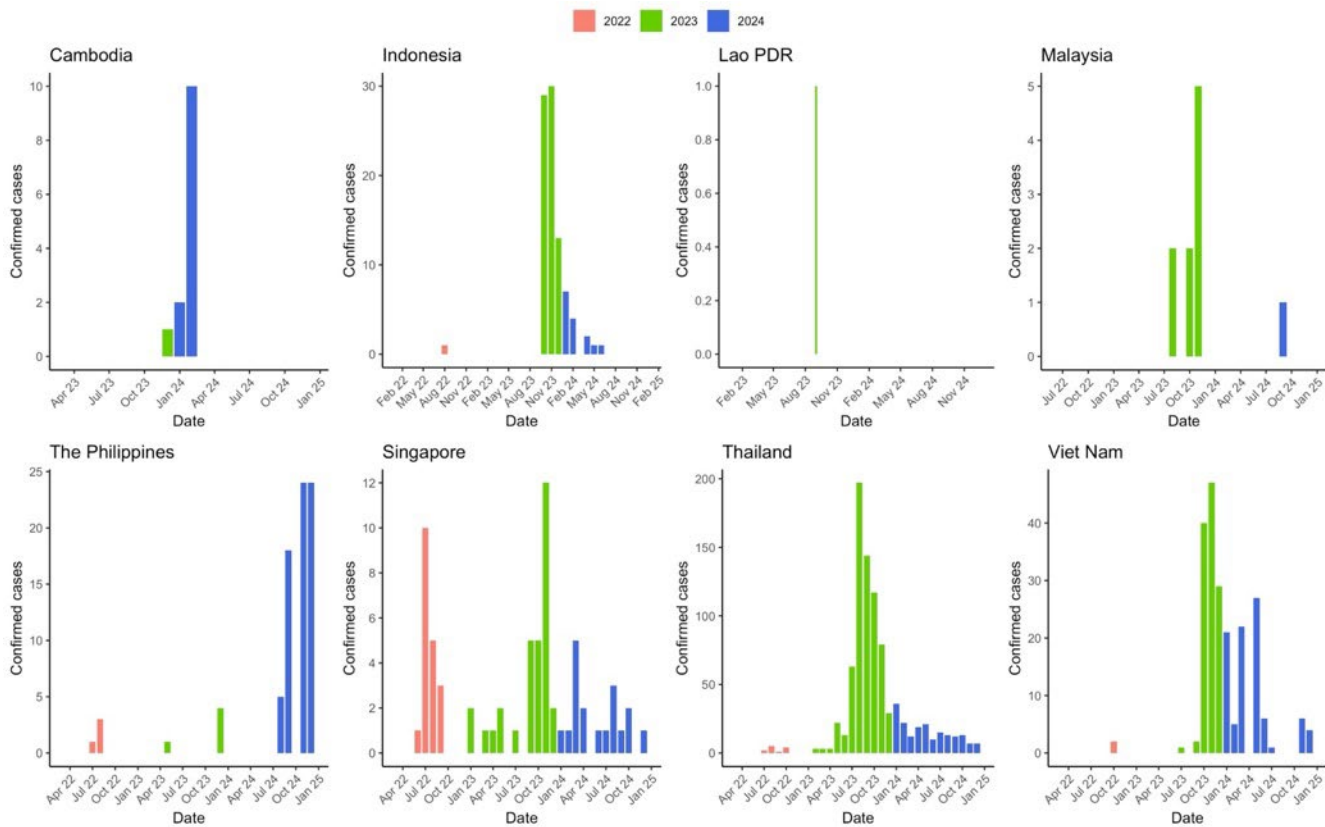 2022 2023 2024
Cambodia
Confirmed cases
10
8
6
4
2
0
Apr 23 Jul 23 Oct 23 Jan 24 Apr 24 Jul 24 Oct 24 Jan 25
Date
Indonesia
Confirmed cases
30
20
10
0
Feb 22 May 22 Aug 22 Nov 22 Feb 23 May 23 Aug 23 Nov 23 Feb 24 May 24 Aug 24 Nov 24 Feb 25
Date
Lao PDR
Confirmed cases
1.0
0.8
0.6
0.4
0.2
0.0
Feb 23 May 23 Aug 23 Nov 23 Feb 24 May 24 Aug 24 Nov 24
Date
Malaysia
Confirmed cases
5
4
3
2
1
0
Jul 22 Oct 22 Jan 23 Apr 23 Jul 23 Oct 23 Jan 24 Apr 24 Jul 24 Oct 24 Jan 25
Date
The Philippines
Confirmed cases
25
20
15
10
5
0
Apr 22 Jul 22 Oct 22 Jan 23 Apr 23 Jul 23 Oct 23 Jan 24 Apr 24 Jul 24 Oct 24 Jan 25
Date
Singapore
Confirmed cases
12
10
8
6
4
2
0
Apr 22 Jul 22 Oct 22 Jan 23 Apr 23 Jul 23 Oct 23 Jan 24 Apr 24 Jul 24 Oct 24 Jan 25
Date
Thailand
Confirmed cases
200
150
100
50
0
Apr 22 Jul 22 Oct 22 Jan 23 Apr 23 Jul 23 Oct 23 Jan 24 Apr 24 Jul 24 Oct 24 Jan 25
Date
Viet Nam
Confirmed cases
40
30
20
10
0
Apr 22 Jul 22 Oct 22 Jan 23 Apr 23 Jul 23 Oct 23 Jan 24 Apr 24 Jul 24 Oct 24 Jan 25
Date